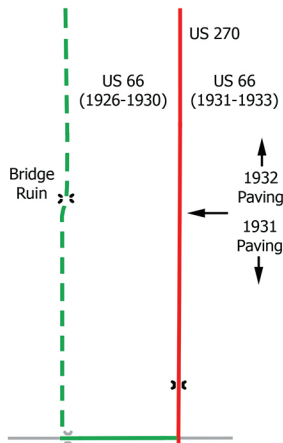 US 270
US 66
(1926-1930)
US 66
(1931-1933)
Bridge
Ruin
1932
Paving
1931
Paving